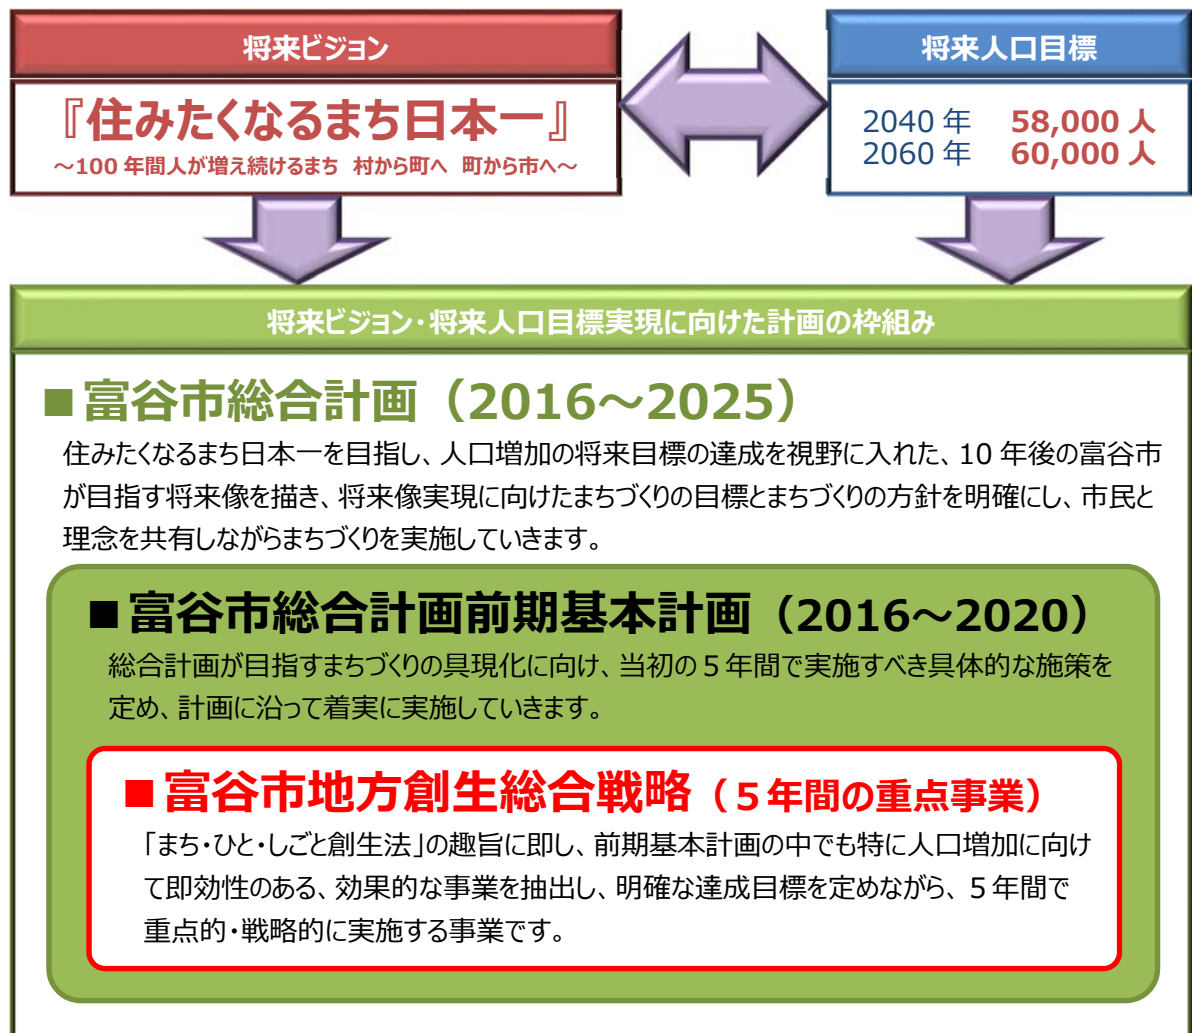 将来ビジョン
『住みたくなるまち日本一』
～100 年間人が増え続けるまち 村から町へ 町から市へ～
将来人口目標
2040 年 58,000 人
2060 年 60,000 人
将来ビジョン・将来人口目標実現に向けた計画の枠組み
■富谷市総合計画（2016～2025）
住みたくなるまち日本一を目指し、人口増加の将来目標の達成を視野に入れた、10 年後の富谷市
が目指す将来像を描き、将来像実現に向けたまちづくりの目標とまちづくりの方針を明確にし、市民と
理念を共有しながらまちづくりを実施していきます。
■富谷市総合計画前期基本計画（2016～2020）
総合計画が目指すまちづくりの具現化に向け、当初の５年間で実施すべき具体的な施策を
定め、計画に沿って着実に実施していきます。
■富谷市地方創生総合戦略（５年間の重点事業）
「まち・ひと・しごと創生法」の趣旨に即し、前期基本計画の中でも特に人口増加に向け
て即効性のある、効果的な事業を抽出し、明確な達成目標を定めながら、５年間で
重点的・戦略的に実施する事業です。